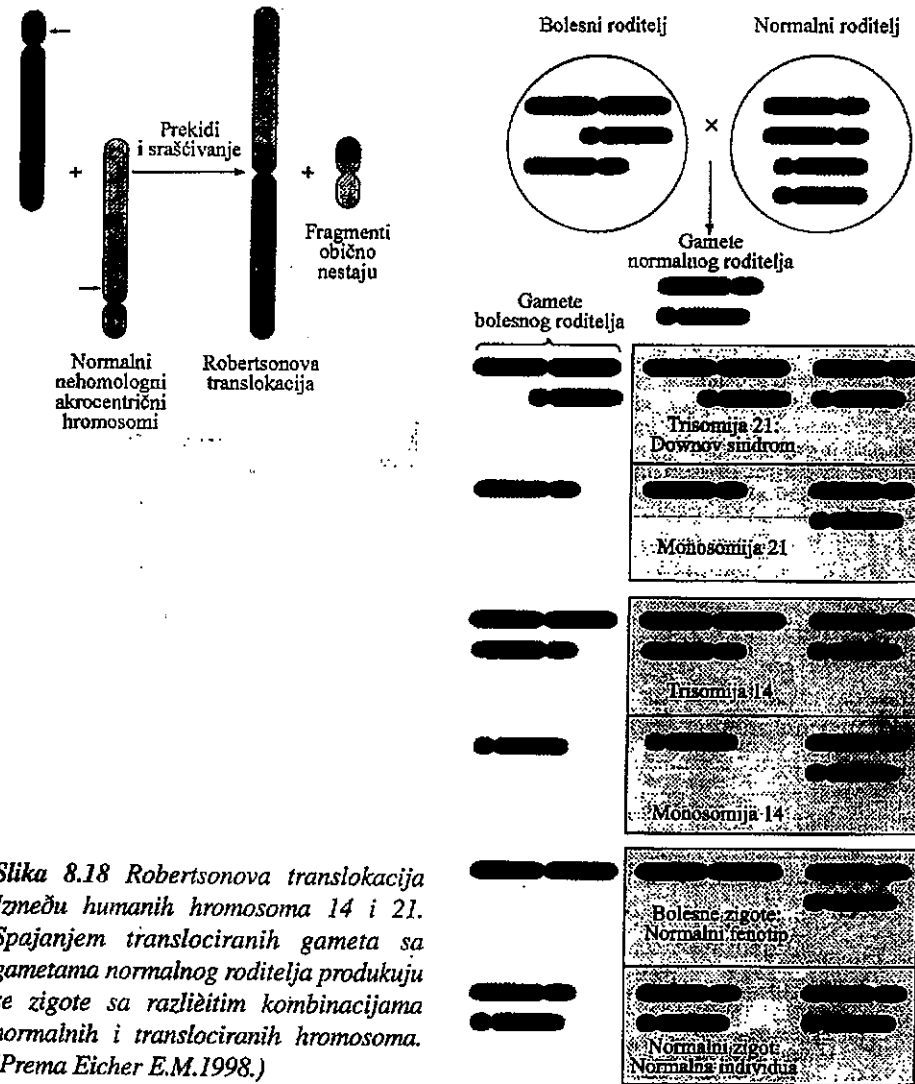 Prekidi
i srašćivanje
+
+
Fragmenti
obično
nestaju
Normalni
nehomologni
akrocentrični
hromosomi
Robertsonova
translokacija
Bolesni roditelj
Normalni roditelj
×
Gamete
normalnog roditelja
Gamete
bolesnog roditelja
Trisomija 21:
Downov sindrom
Monosomija 21
Trisomija 14
Monosomija 14
Bolesne zigote:
Normalni fenotip
Normalni zigot:
Normalna individua
Slika 8.18 Robertsonova translokacija
između humanih hromosoma 14 i 21.
Spajanjem translociranih gameta sa
gametama normalnog roditelja produkuju
se zigote sa različitim kombinacijama
normalnih i translociranih hromosoma.
(Prema Eicher E.M.1998.)